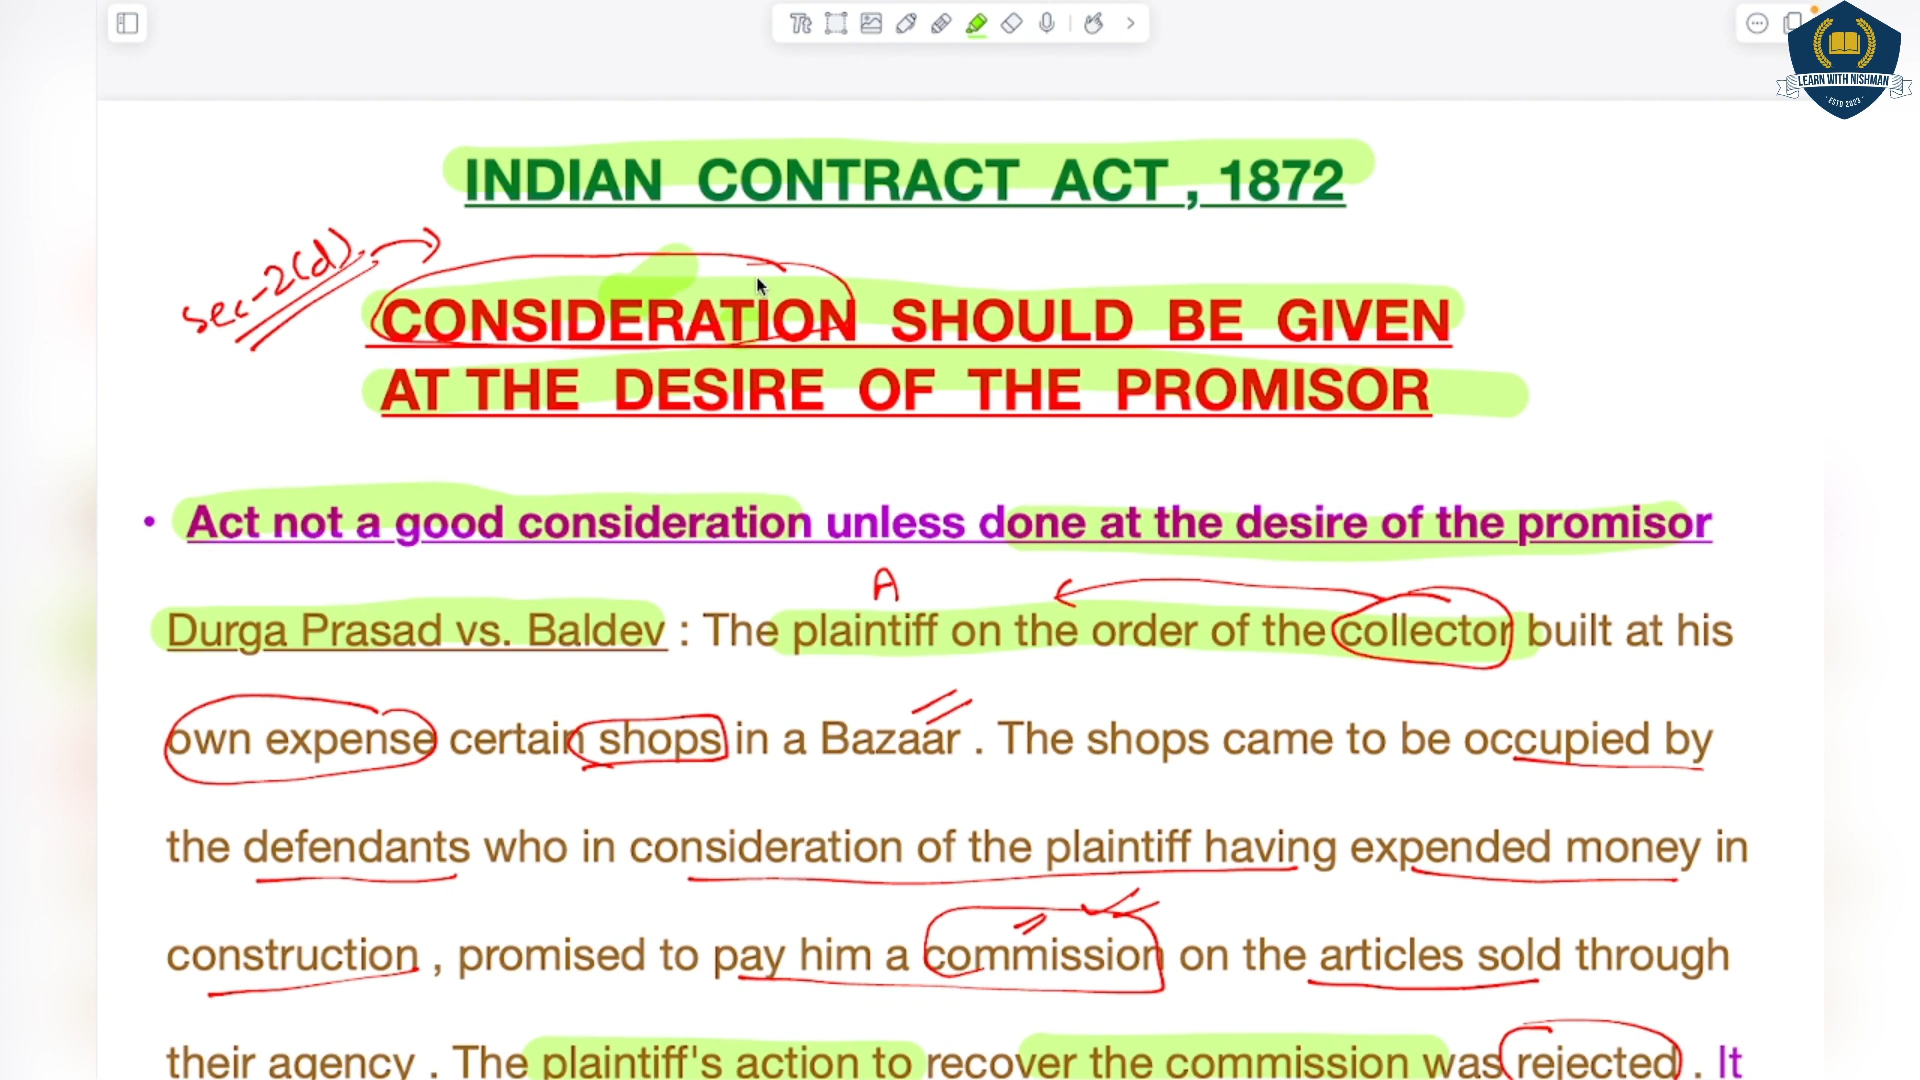 Tt
LEARN WITH NISHMAN
· ESTD 2023 ·
INDIAN CONTRACT ACT , 1872
Sec-2(d)
CONSIDERATION SHOULD BE GIVEN
AT THE DESIRE OF THE PROMISOR
• Act not a good consideration unless done at the desire of the promisor
A
Durga Prasad vs. Baldev : The plaintiff on the order of the collector built at his
own expense certain shops in a Bazaar . The shops came to be occupied by
the defendants who in consideration of the plaintiff having expended money in
construction , promised to pay him a commission on the articles sold through
their agency . The plaintiff's action to recover the commission was rejected . It